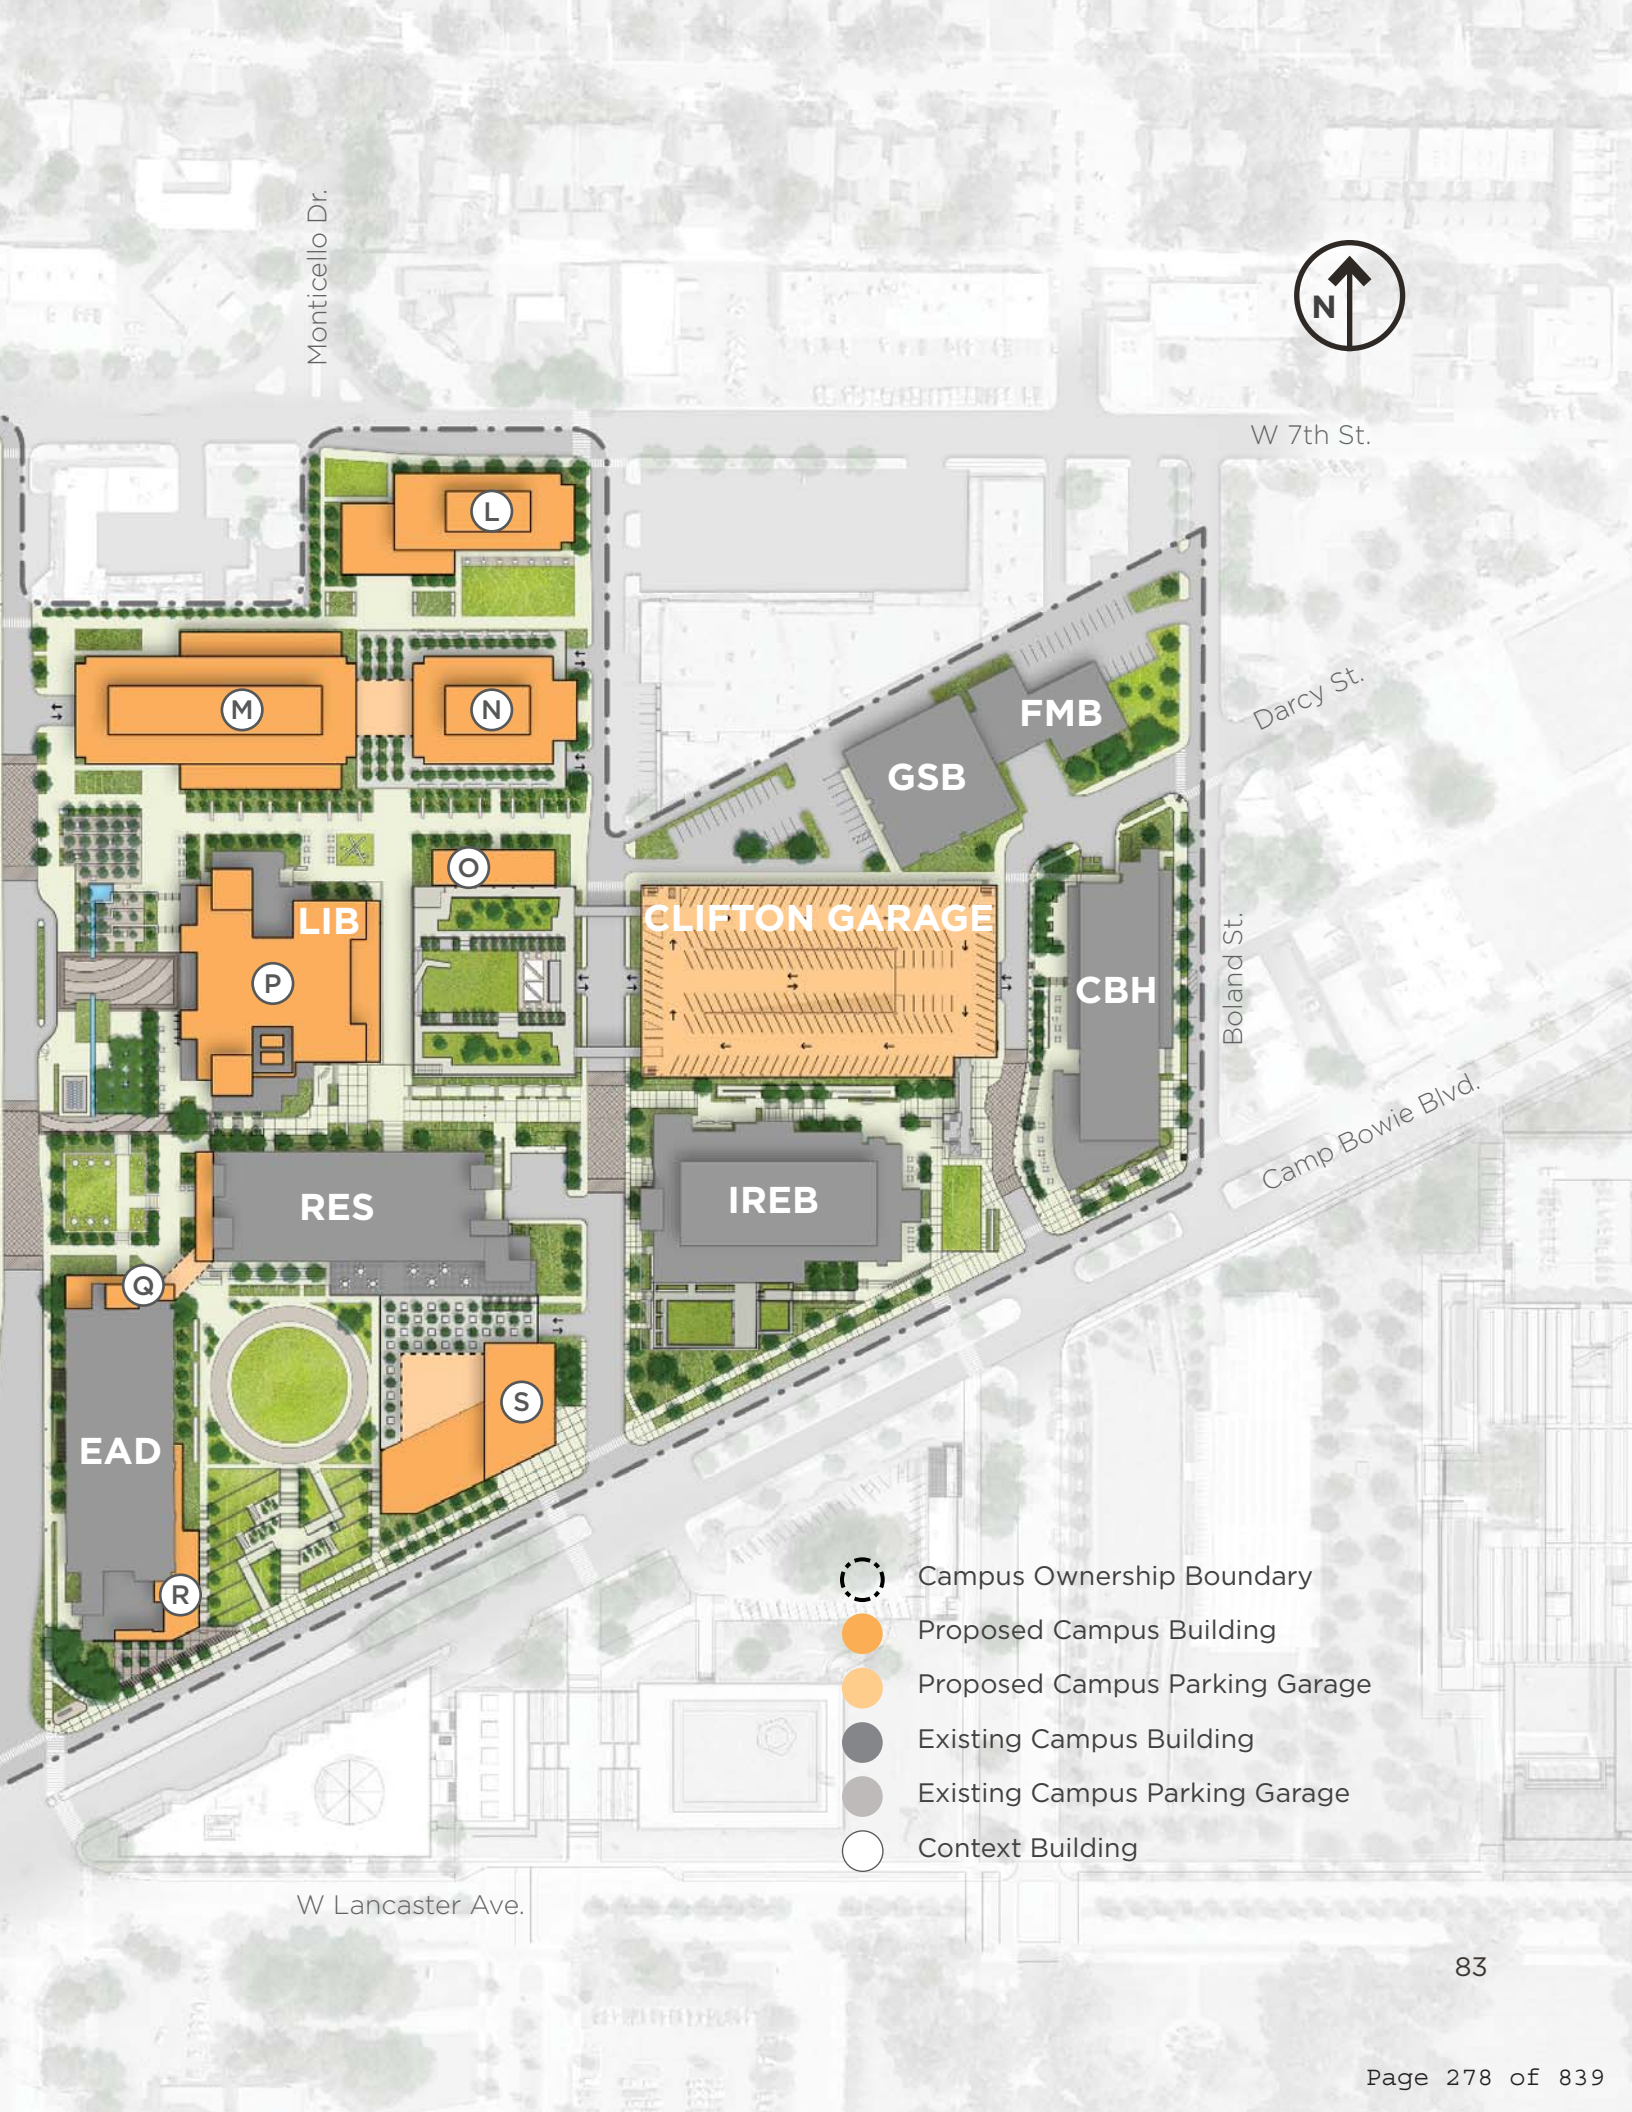 Monticello Dr.
N
W 7th St.
L
M
N
FMB
Darcy St.
GSB
O
LIB
CLIFTON GARAGE
P
CBH
Boland St.
Camp Bowie Blvd.
RES
IREB
Q
S
EAD
R
Campus Ownership Boundary
Proposed Campus Building
Proposed Campus Parking Garage
Existing Campus Building
Existing Campus Parking Garage
Context Building
W Lancaster Ave.
83
Page 278 of 839